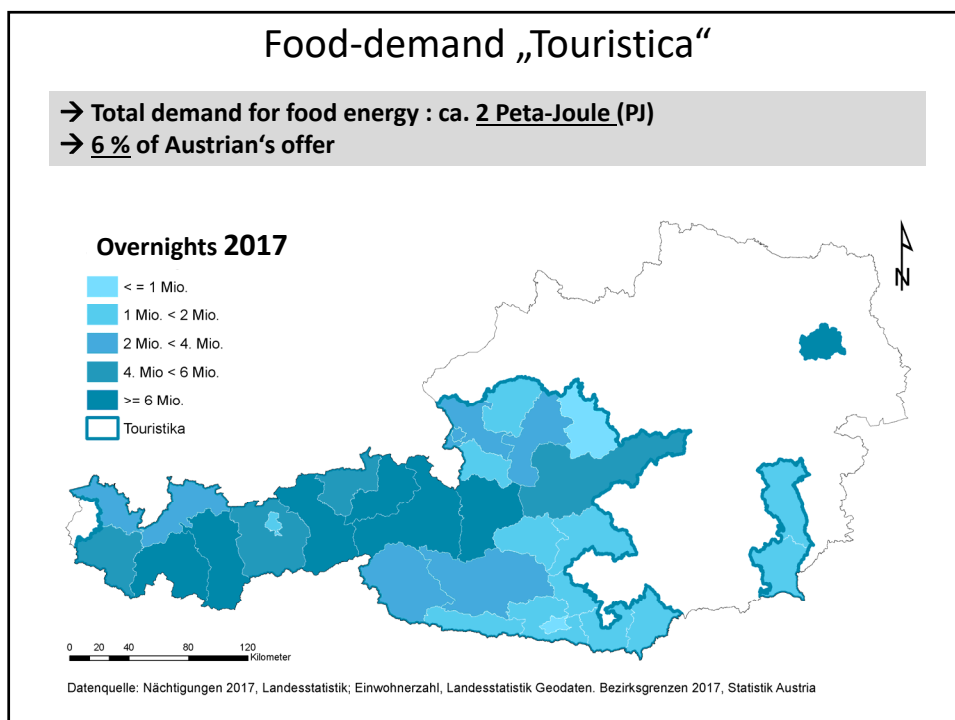 Food-demand „Touristica“
→ Total demand for food energy : ca. 2 Peta-Joule (PJ)
→ 6 % of Austrian‘s offer
Overnights 2017
< = 1 Mio.
1 Mio. < 2 Mio.
2 Mio. < 4. Mio.
4. Mio < 6 Mio.
>= 6 Mio.
Touristika
N
0 20 40 80 120
Kilometer
Datenquelle: Nächtigungen 2017, Landesstatistik; Einwohnerzahl, Landesstatistik Geodaten. Bezirksgrenzen 2017, Statistik Austria